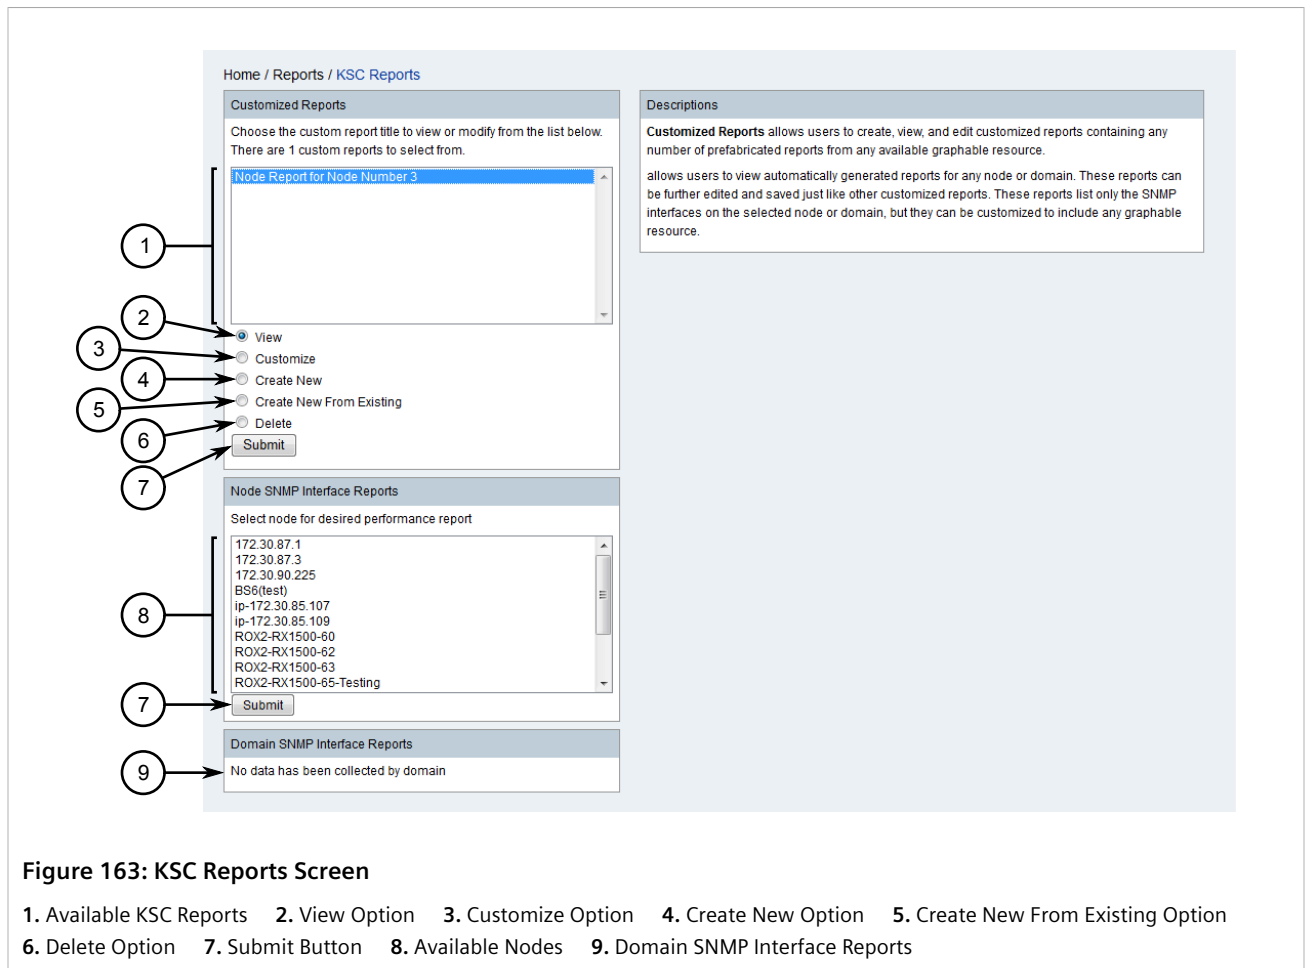 Home / Reports / KSC Reports
Customized Reports
Choose the custom report title to view or modify from the list below.
There are 1 custom reports to select from.
Node Report for Node Number 3
1
2
3
4
5
6
7
View
Customize
Create New
Create New From Existing
Delete
Submit
Node SNMP Interface Reports
Select node for desired performance report
172.30.87.1
172.30.87.3
172.30.90.225
BS6(test)
ip-172.30.85.107
ip-172.30.85.109
ROX2-RX1500-60
ROX2-RX1500-62
ROX2-RX1500-63
ROX2-RX1500-65-Testing
8
7
Submit
Domain SNMP Interface Reports
9
No data has been collected by domain
Descriptions
Customized Reports allows users to create, view, and edit customized reports containing any
number of prefabricated reports from any available graphable resource.
allows users to view automatically generated reports for any node or domain. These reports can
be further edited and saved just like other customized reports. These reports list only the SNMP
interfaces on the selected node or domain, but they can be customized to include any graphable
resource.
Figure 163: KSC Reports Screen
1. Available KSC Reports 2. View Option 3. Customize Option 4. Create New Option 5. Create New From Existing Option
6. Delete Option 7. Submit Button 8. Available Nodes 9. Domain SNMP Interface Reports